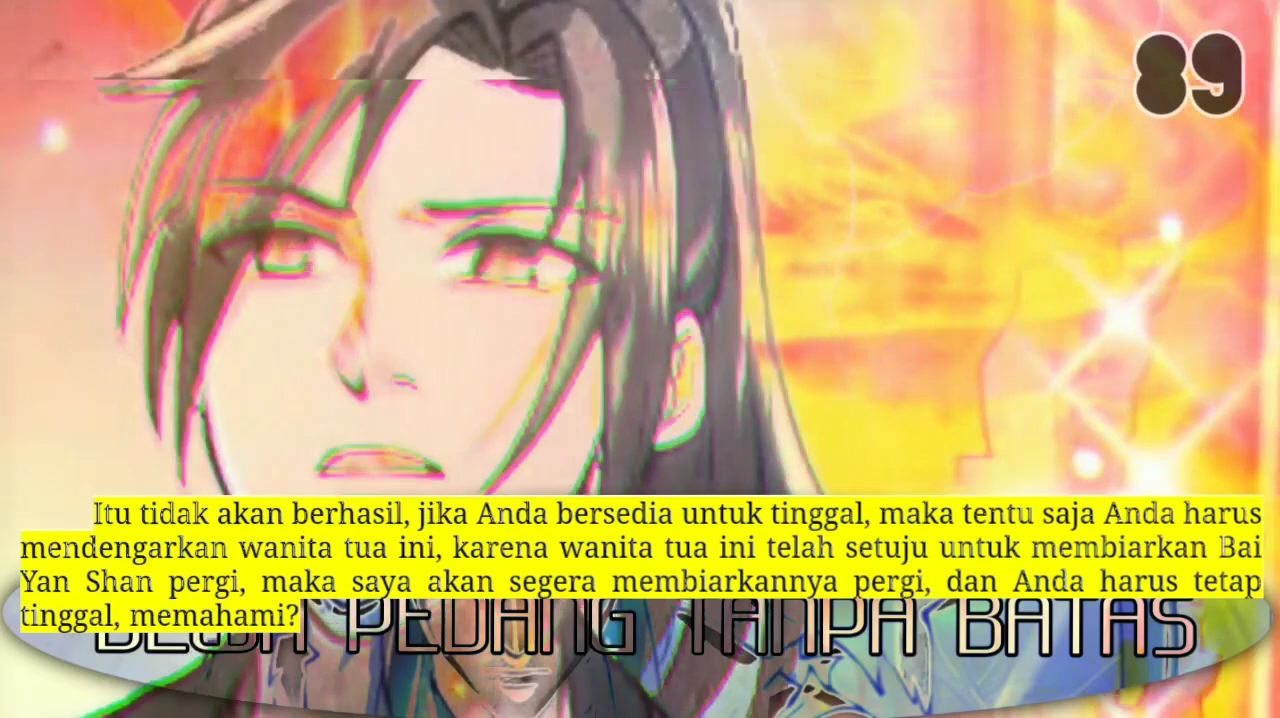 89
Itu tidak akan berhasil, jika Anda bersedia untuk tinggal, maka tentu saja Anda harus
mendengarkan wanita tua ini, karena wanita tua ini telah setuju untuk membiarkan Bai
Yan Shan pergi, maka saya akan segera membiarkannya pergi, dan Anda harus tetap
tinggal, memahami?
DEWA PEDANG TANPA BATAS